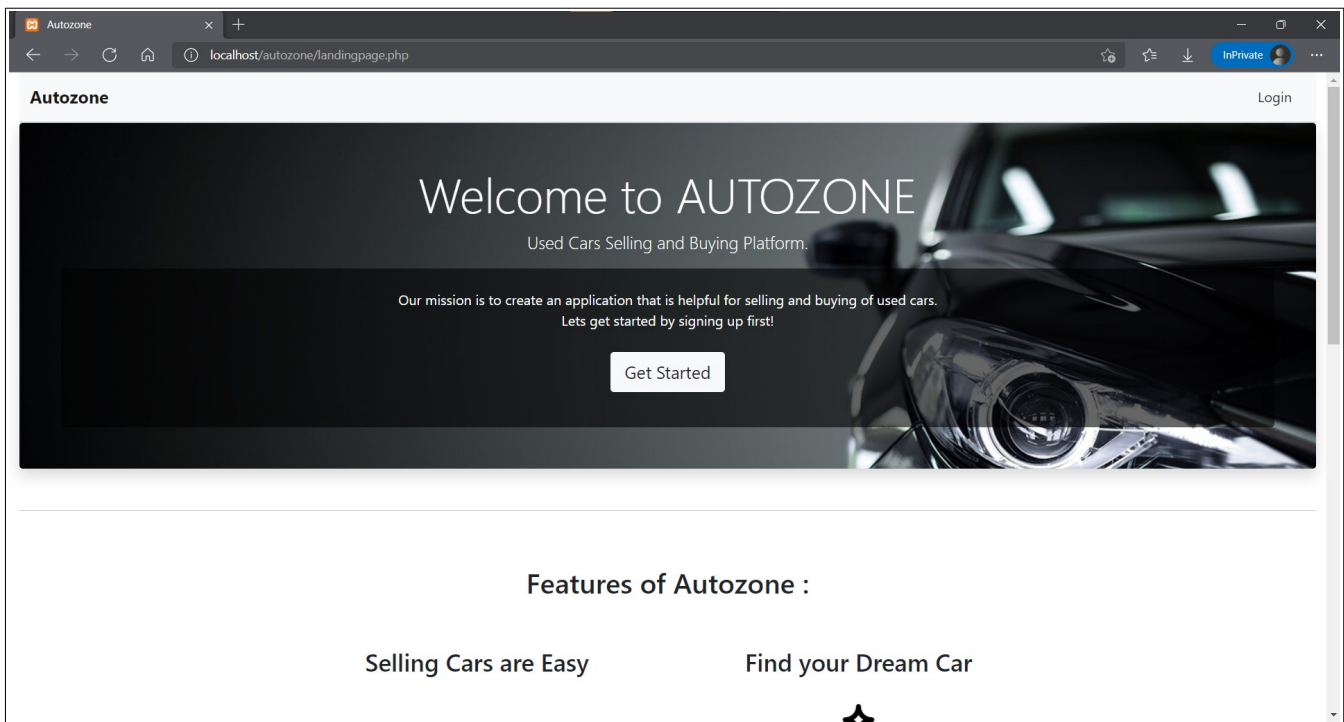 Autozone
localhost/autozone/landingpage.php
InPrivate
Autozone
Login
Welcome to AUTOZONE
Used Cars Selling and Buying Platform.
Our mission is to create an application that is helpful for selling and buying of used cars.
Lets get started by signing up first!
Get Started
Features of Autozone :
Selling Cars are Easy
Find your Dream Car